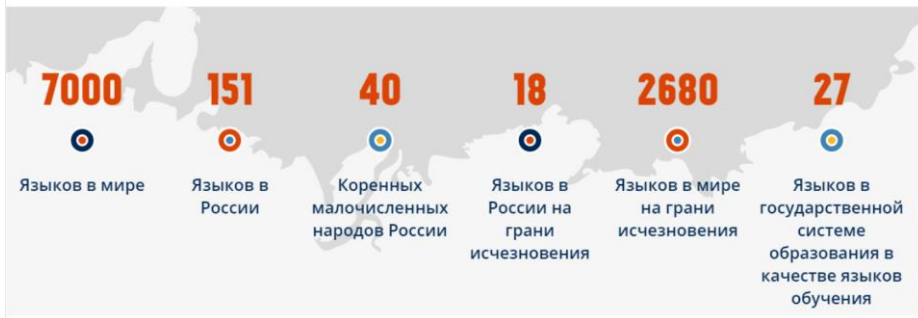 7000
Языков в мире
151
Языков в
России
40
Коренных
малочисленных
народов России
18
Языков в
России на
грани
исчезновения
2680
Языков в мире
на грани
исчезновения
27
Языков в
государственной
системе
образования в
качестве языков
обучения